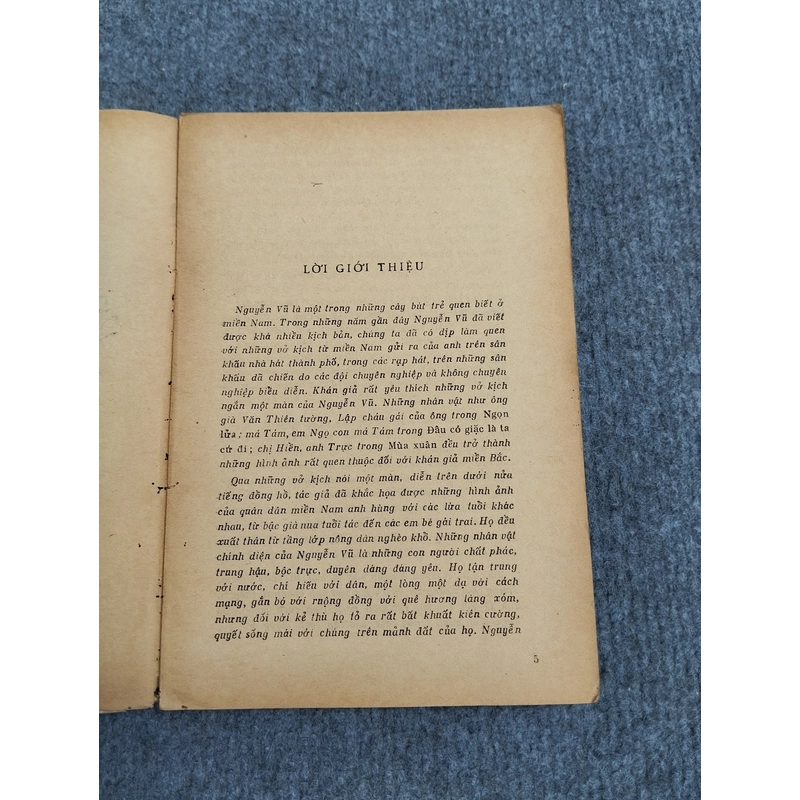 LỜI GIỚI THIỆU
Nguyễn Vũ là một trong những cây bút trẻ quen biết ở
miền Nam. Trong những năm gần đây Nguyễn Vũ đã viết
được khá nhiều kịch bản, chúng ta đã có dịp làm quen
với những vở kịch từ miền Nam gửi ra của anh trên sân
khấu nhà hát thành phố, trong các rạp hát, trên những sân
khấu dã chiến do các đội chuyên nghiệp và không chuyên
nghiệp biểu diễn. Khán giả rất yêu thích những vở kịch
ngắn một màn của Nguyễn Vũ. Những nhân vật như ông
già Văn Thiên tường, Lập cháu gái của ông trong Ngọn
lửa; má Tám, em Ngọ con má Tám trong Đâu có giặc là ta
cứ đi; chị Hiền, anh Trực trong Mùa xuân đều trở thành
những hình ảnh rất quen thuộc đối với khán giả miền Bắc.
Qua những vở kịch nói một màn, diễn trên dưới nửa
tiếng đồng hồ, tác giả đã khắc họa được những hình ảnh
của quân dân miền Nam anh hùng với các lứa tuổi khác
nhau, từ bậc già nua tuổi tác đến các em bé gái trai. Họ đều
xuất thân từ tầng lớp nông dân nghèo khổ. Những nhân vật
chính diện của Nguyễn Vũ là những con người chất phác,
trung hậu, bộc trực, duyên dáng đáng yêu. Họ tận trung
với nước, chí hiếu với dân, một lòng một dạ với cách
mạng, gắn bó với ruộng đồng với quê hương làng xóm,
nhưng đối với kẻ thù họ tỏ ra rất bất khuất kiên cường,
quyết sống mái với chúng trên mảnh đất của họ. Nguyễn
5